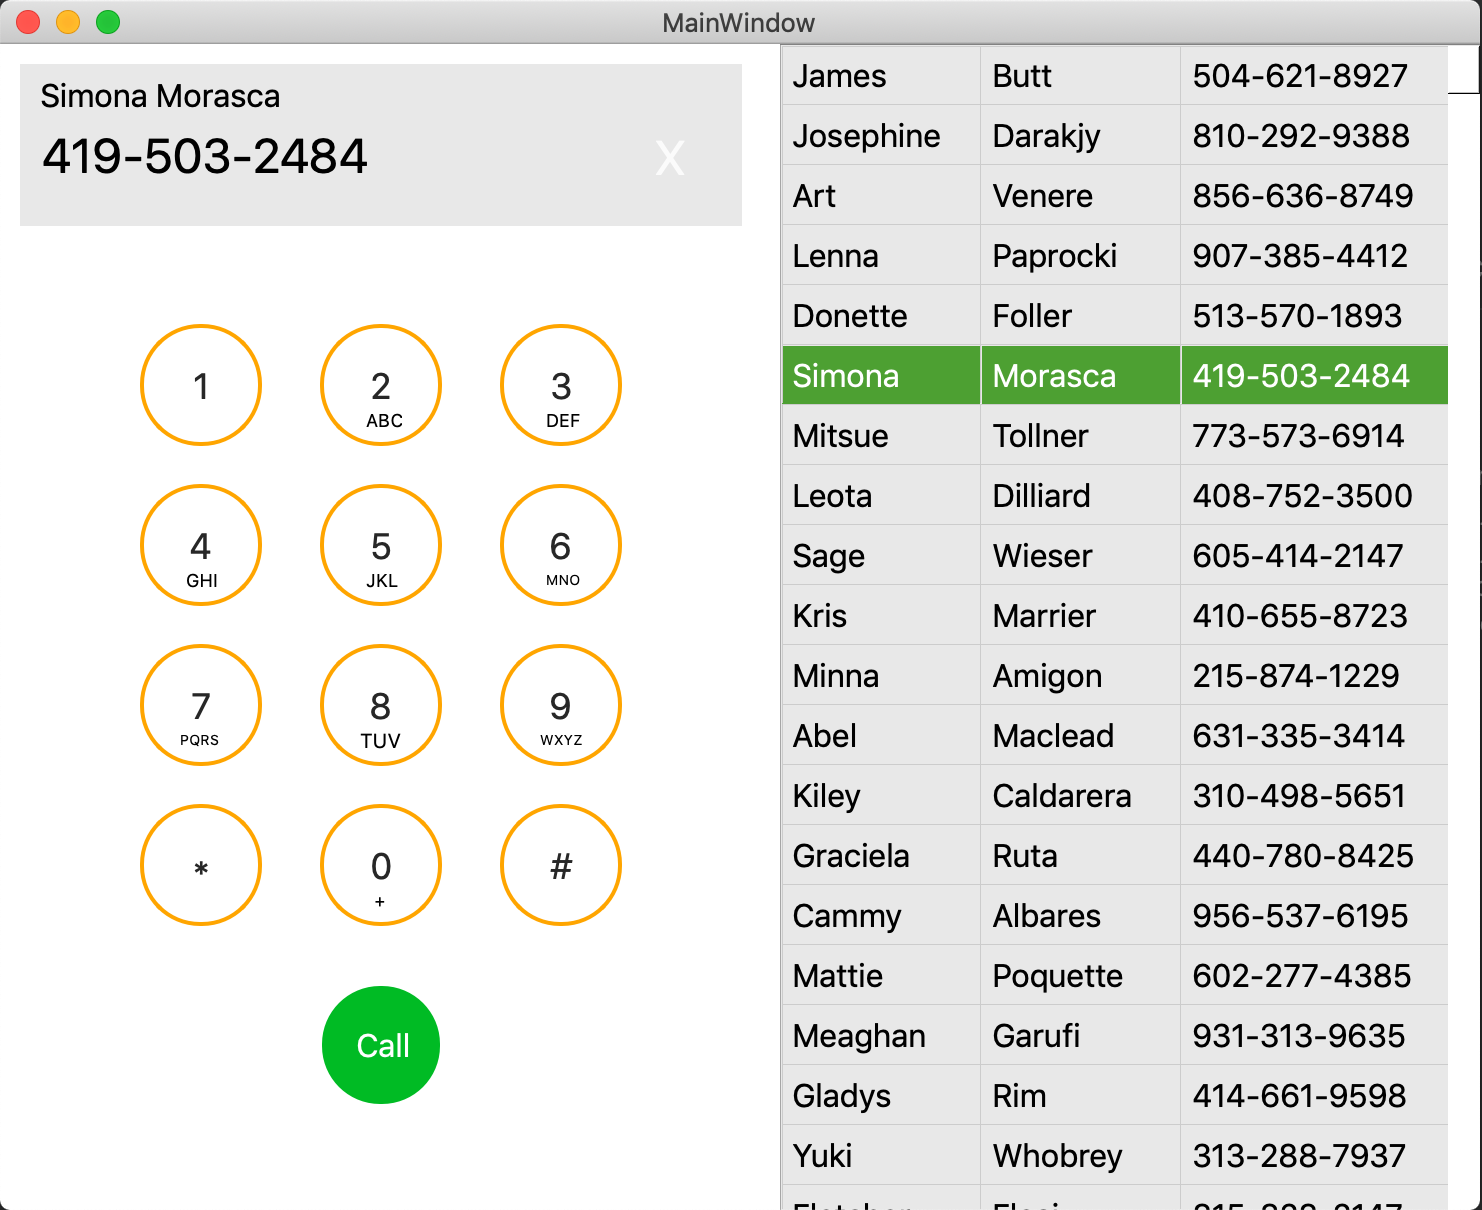 MainWindow
Simona Morasca
419-503-2484
X
1
2
ABC
3
DEF
4
GHI
5
JKL
6
MNO
7
PQRS
8
TUV
9
WXYZ
*
0
+
#
Call
James Butt 504-621-8927
Josephine Darakjy 810-292-9388
Art Venere 856-636-8749
Lenna Paprocki 907-385-4412
Donette Foller 513-570-1893
Simona Morasca 419-503-2484
Mitsue Tollner 773-573-6914
Leota Dilliard 408-752-3500
Sage Wieser 605-414-2147
Kris Marrier 410-655-8723
Minna Amigon 215-874-1229
Abel Maclead 631-335-3414
Kiley Caldarera 310-498-5651
Graciela Ruta 440-780-8425
Cammy Albares 956-537-6195
Mattie Poquette 602-277-4385
Meaghan Garufi 931-313-9635
Gladys Rim 414-661-9598
Yuki Whobrey 313-288-7937